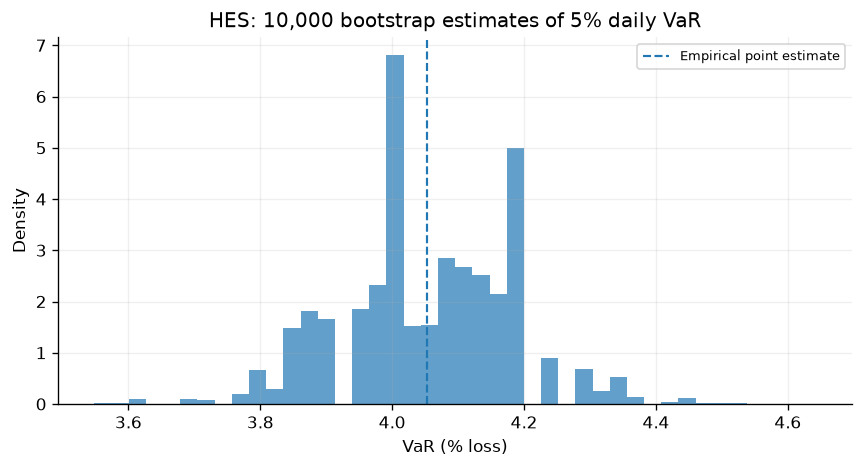 HES: 10,000 bootstrap estimates of 5% daily VaR
Empirical point estimate
7
6
5
4
3
2
1
0
Density
3.6 3.8 4.0 4.2 4.4 4.6
VaR (% loss)